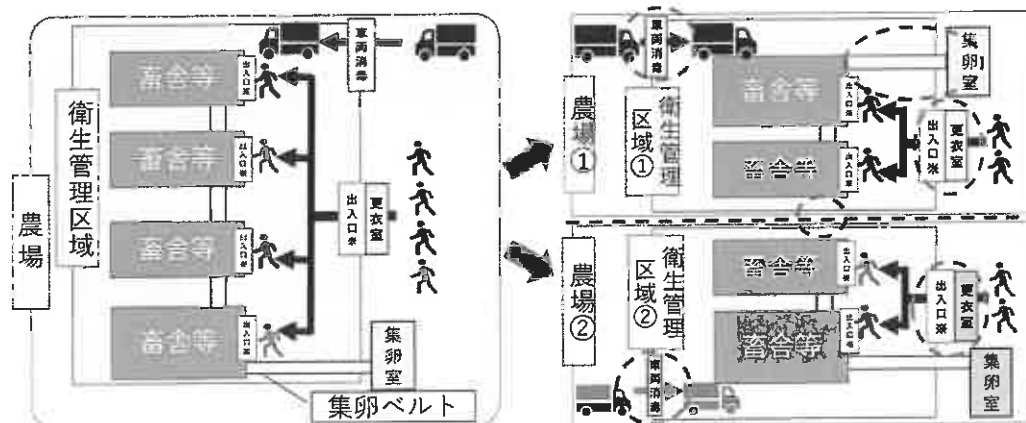 農場
衛生管理区域
畜舎等
出入口※
畜舎等
出入口※
畜舎等
出入口※
畜舎等
出入口※
車両消毒
出入口※
更衣室
集卵室
集卵ベルト
農場①
衛生管理
区域①
車両消毒
畜舎等
出入口※
畜舎等
出入口※
集卵室
出入口※
更衣室
農場②
衛生管理
区域②
畜舎等
出入口※
畜舎等
出入口※
車両消毒
出入口※
更衣室
集卵室